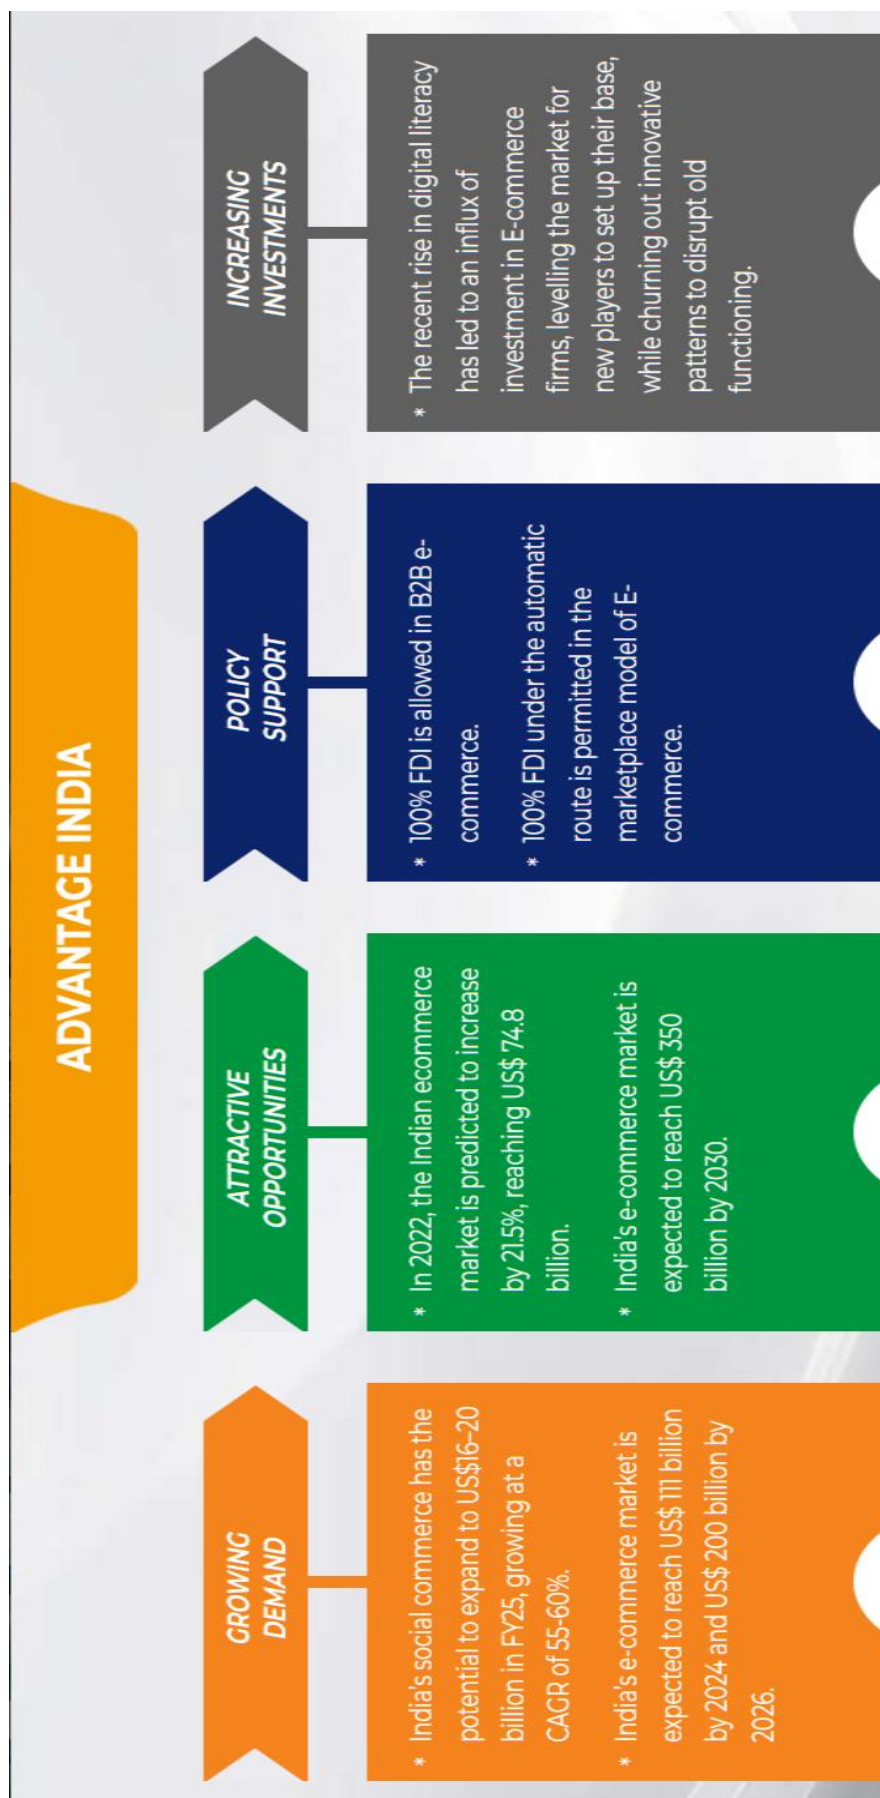 ADVANTAGE INDIA
GROWING
DEMAND
* India's social commerce has the
potential to expand to US$16–20
billion in FY25, growing at a
CAGR of 55-60%.
* India's e-commerce market is
expected to reach US$ 111 billion
by 2024 and US$ 200 billion by
2026.
ATTRACTIVE
OPPORTUNITIES
* In 2022, the Indian ecommerce
market is predicted to increase
by 21.5%, reaching US$ 74.8
billion.
* India's e-commerce market is
expected to reach US$ 350
billion by 2030.
POLICY
SUPPORT
* 100% FDI is allowed in B2B e-
commerce.
* 100% FDI under the automatic
route is permitted in the
marketplace model of E-
commerce.
INCREASING
INVESTMENTS
* The recent rise in digital literacy
has led to an influx of
investment in E-commerce
firms, levelling the market for
new players to set up their base,
while churning out innovative
patterns to disrupt old
functioning.